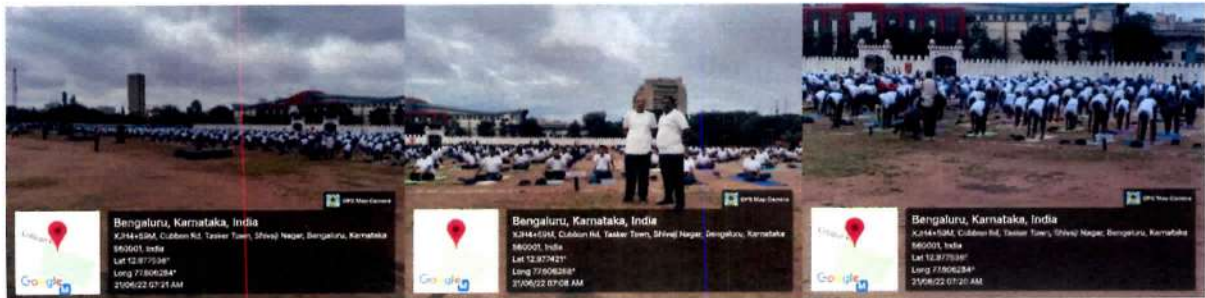 GPS Map Camera
Bengaluru, Karnataka, India
XJH4+59M, Cubbon Rd, Tasker Town, Shivaji Nagar, Bengaluru, Karnataka
560001, India
Lat 12.977536°
Long 77.606284°
21/06/22 07:21 AM
Google
GPS Map Camera
Bengaluru, Karnataka, India
XJH4+59M, Cubbon Rd, Tasker Town, Shivaji Nagar, Bengaluru, Karnataka
560001, India
Lat 12.977421°
Long 77.606268°
21/06/22 07:08 AM
Google
GPS Map Camera
Bengaluru, Karnataka, India
XJH4+59M, Cubbon Rd, Tasker Town, Shivaji Nagar, Bengaluru, Karnataka
560001, India
Lat 12.977536°
Long 77.606284°
21/06/22 07:20 AM
Google